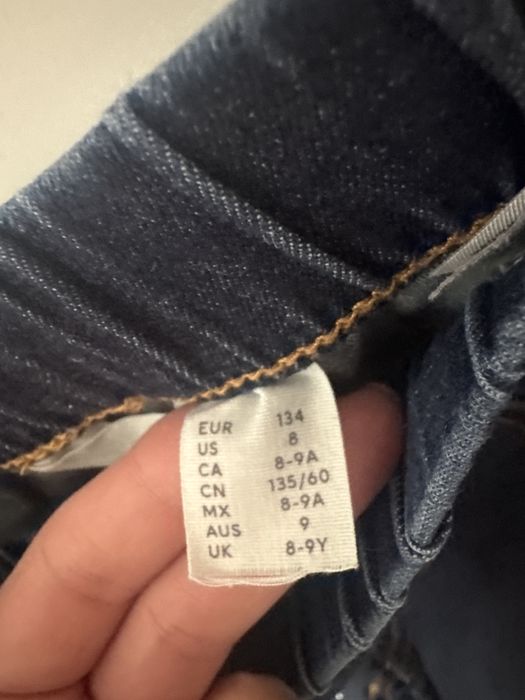 EUR 134
US 8
CA 8-9A
CN 135/60
MX 8-9A
AUS 9
UK 8-9Y